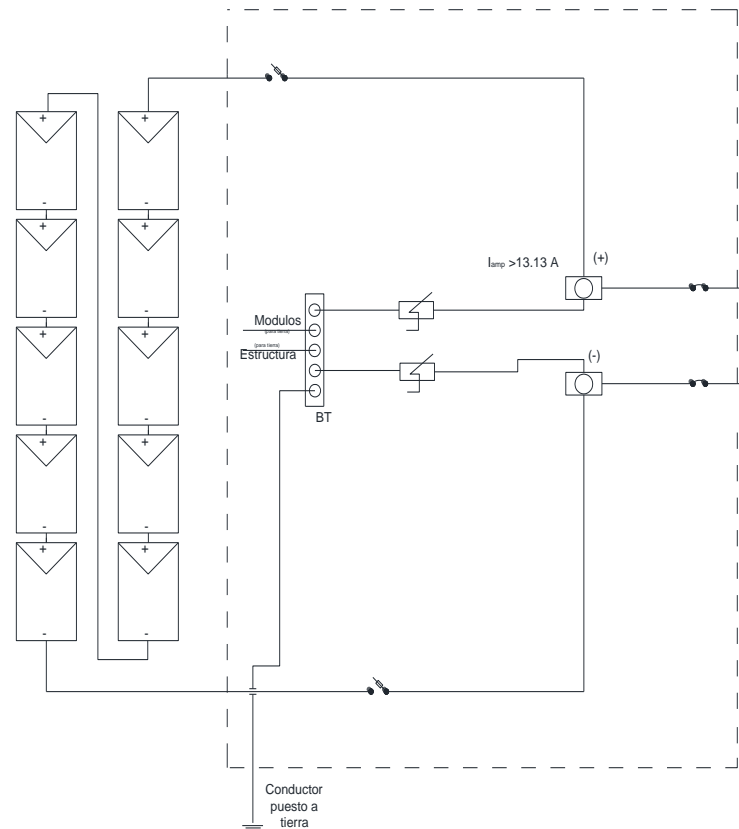 +
+
-
-
+
+
-
-
+
+
-
-
+
+
-
-
+
+
-
-
Iamp >13.13 A
(+)
Modulos
(para tierra)
(para tierra)
Estructura
(-)
BT
Conductor
puesto a
tierra